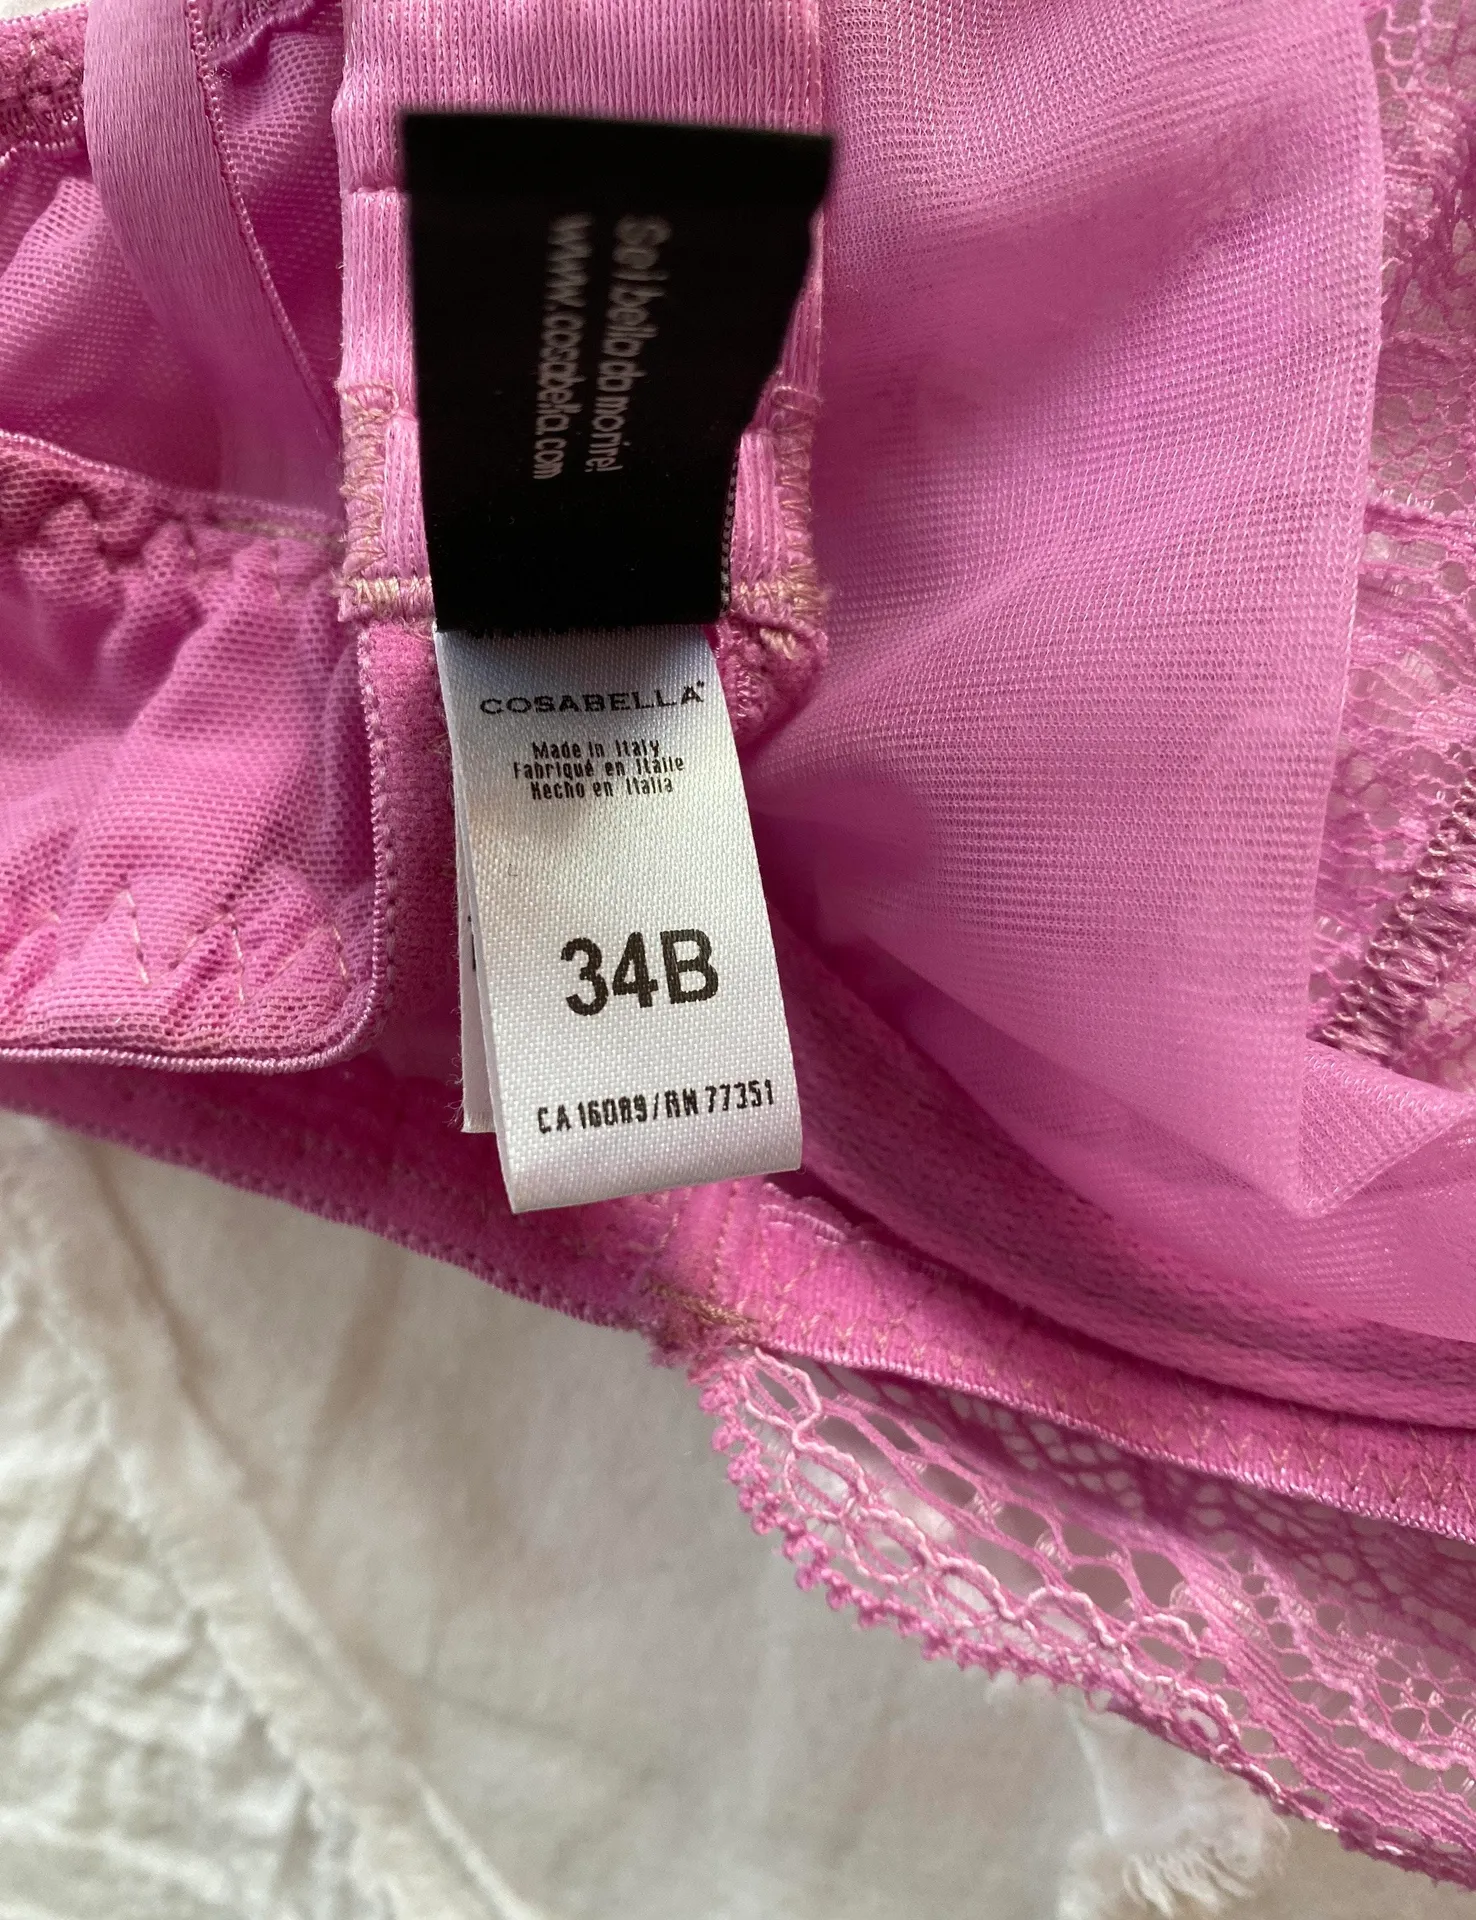 Sei bella da morire!
www.cosabella.com
COSABELLA
Made in Italy
Fabriqué en Italie
Hecho en Italia
34B
CA 16089/RN 77351